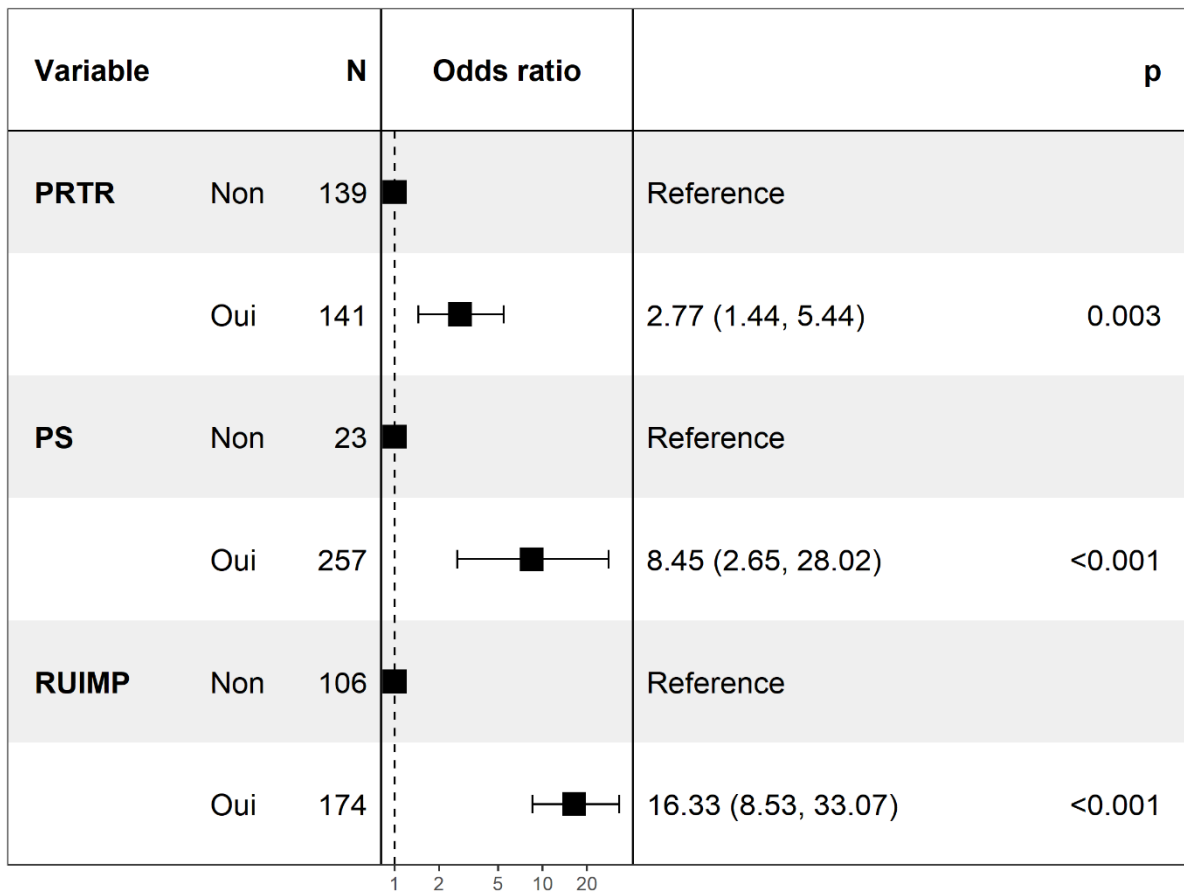 Variable N Odds ratio p
PRTR Non 139 Reference
Oui 141 2.77 (1.44, 5.44) 0.003
PS Non 23 Reference
Oui 257 8.45 (2.65, 28.02) <0.001
RUIMP Non 106 Reference
Oui 174 16.33 (8.53, 33.07) <0.001
1 2 5 10 20